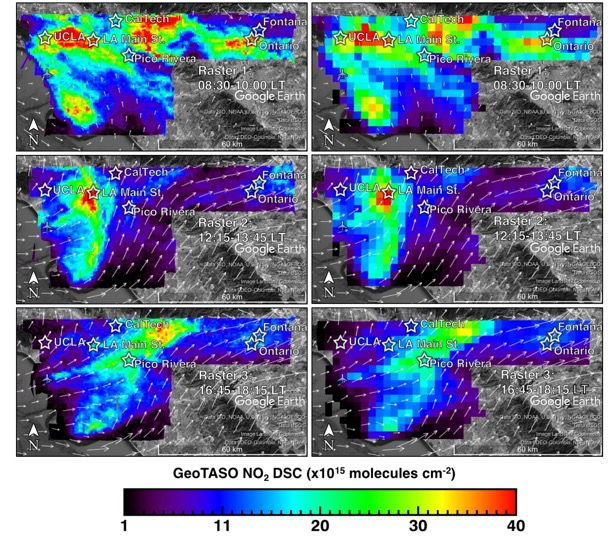 CalTech
Fontana
UCLA
LA Main St.
Ontario
Pico Rivera
Raster 1:
08:30-10:00 LT
Google Earth
N
60 km
CalTech
Fontana
UCLA
LA Main St.
Ontario
Pico Rivera
Raster 1:
08:30-10:00 LT
Google Earth
N
60 km
CalTech
Fontana
UCLA
LA Main St.
Ontario
Pico Rivera
Raster 2:
12:15-13:45 LT
Google Earth
N
60 km
CalTech
Fontana
UCLA
LA Main St.
Ontario
Pico Rivera
Raster 2:
12:15-13:45 LT
Google Earth
N
60 km
CalTech
Fontana
UCLA
LA Main St.
Ontario
Pico Rivera
Raster 3:
16:45-18:15 LT
Google Earth
N
60 km
CalTech
Fontana
UCLA
LA Main St.
Ontario
Pico Rivera
Raster 3:
16:45-18:15 LT
Google Earth
N
60 km
GeoTASO NO₂ DSC (x10¹⁵ molecules cm⁻²)
1 11 20 30 40